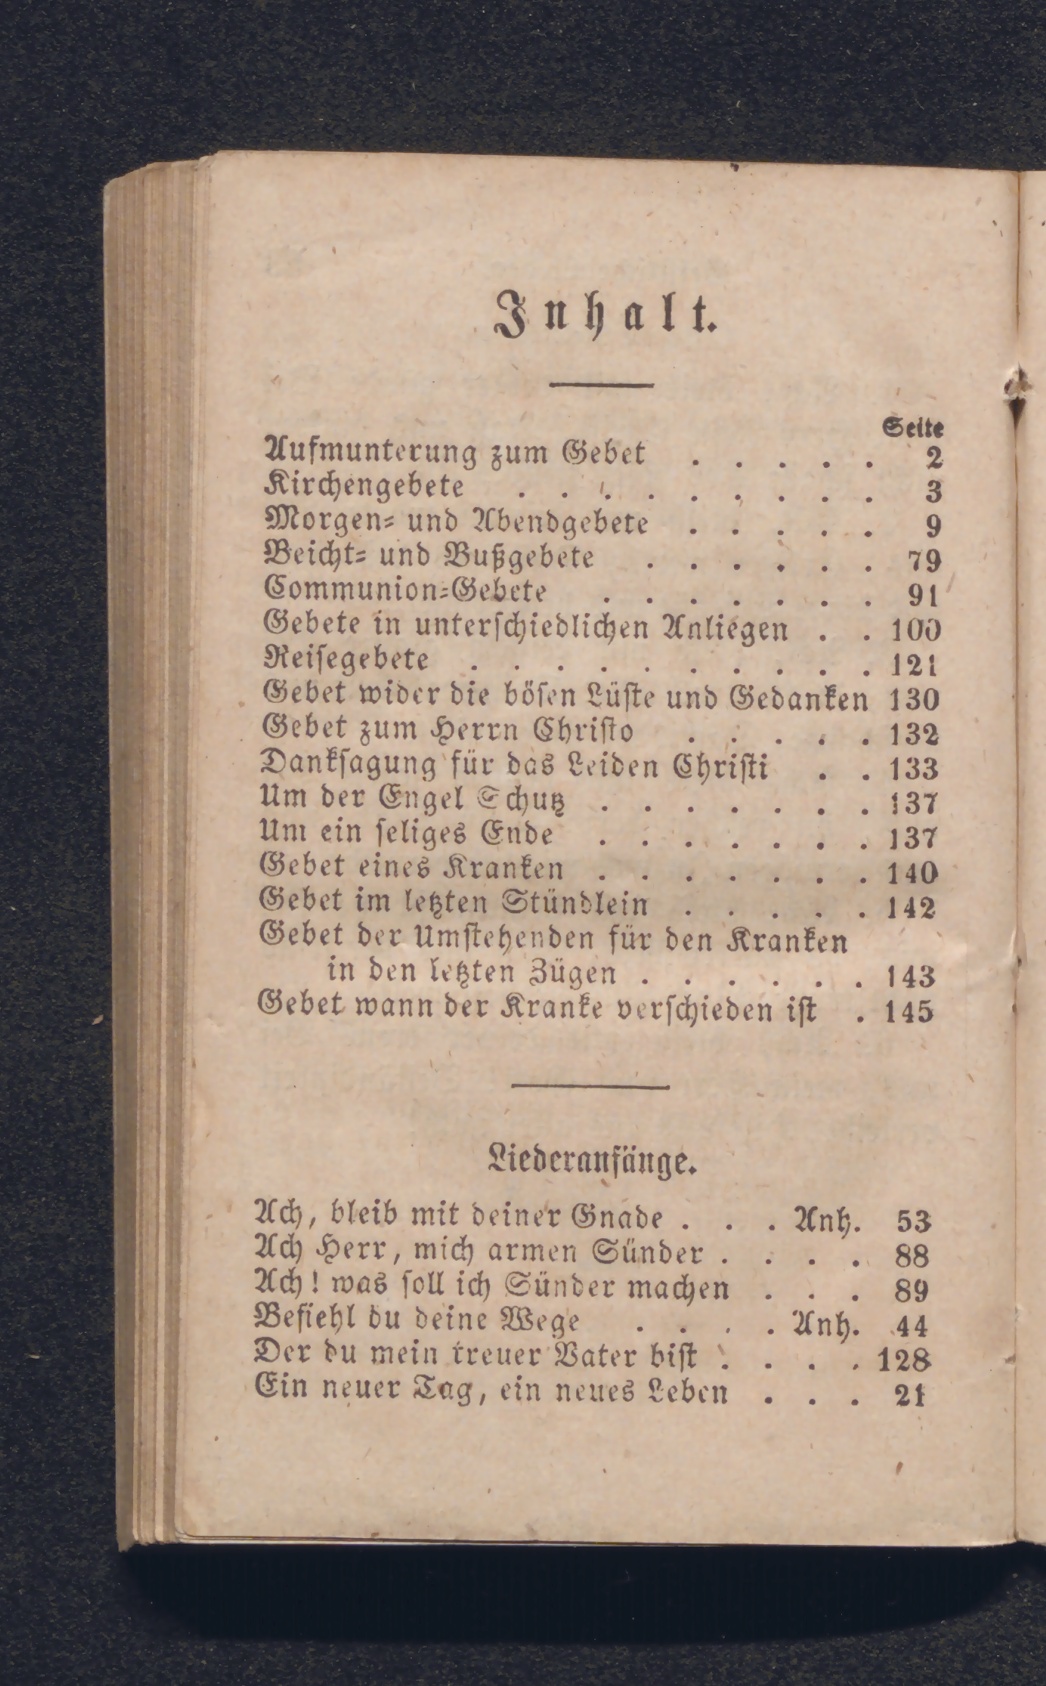 Inhalt.
Seite
Aufmunterung zum Gebet . . . . . 2
Kirchengebete . . . . . . . . . 3
Morgen= und Abendgebete . . . . . 9
Beicht= und Bußgebete . . . . . . 79
Communion=Gebete . . . . . . . 91
Gebete in unterschiedlichen Anliegen . . 100
Reisegebete . . . . . . . . . . 121
Gebet wider die bösen Lüste und Gedanken 130
Gebet zum Herrn Christo . . . . . 132
Danksagung für das Leiden Christi . . 133
Um der Engel Schutz . . . . . . . 137
Um ein seliges Ende . . . . . . . 137
Gebet eines Kranken . . . . . . . 140
Gebet im letzten Stündlein . . . . . 142
Gebet der Umstehenden für den Kranken
in den letzten Zügen . . . . . . 143
Gebet wann der Kranke verschieden ist . 145
Liederanfänge.
Ach, bleib mit deiner Gnade . . . Anh. 53
Ach Herr, mich armen Sünder . . . . 88
Ach! was soll ich Sünder machen . . . 89
Befiehl du deine Wege . . . . Anh. 44
Der du mein treuer Vater bist . . . . 128
Ein neuer Tag, ein neues Leben . . . 21